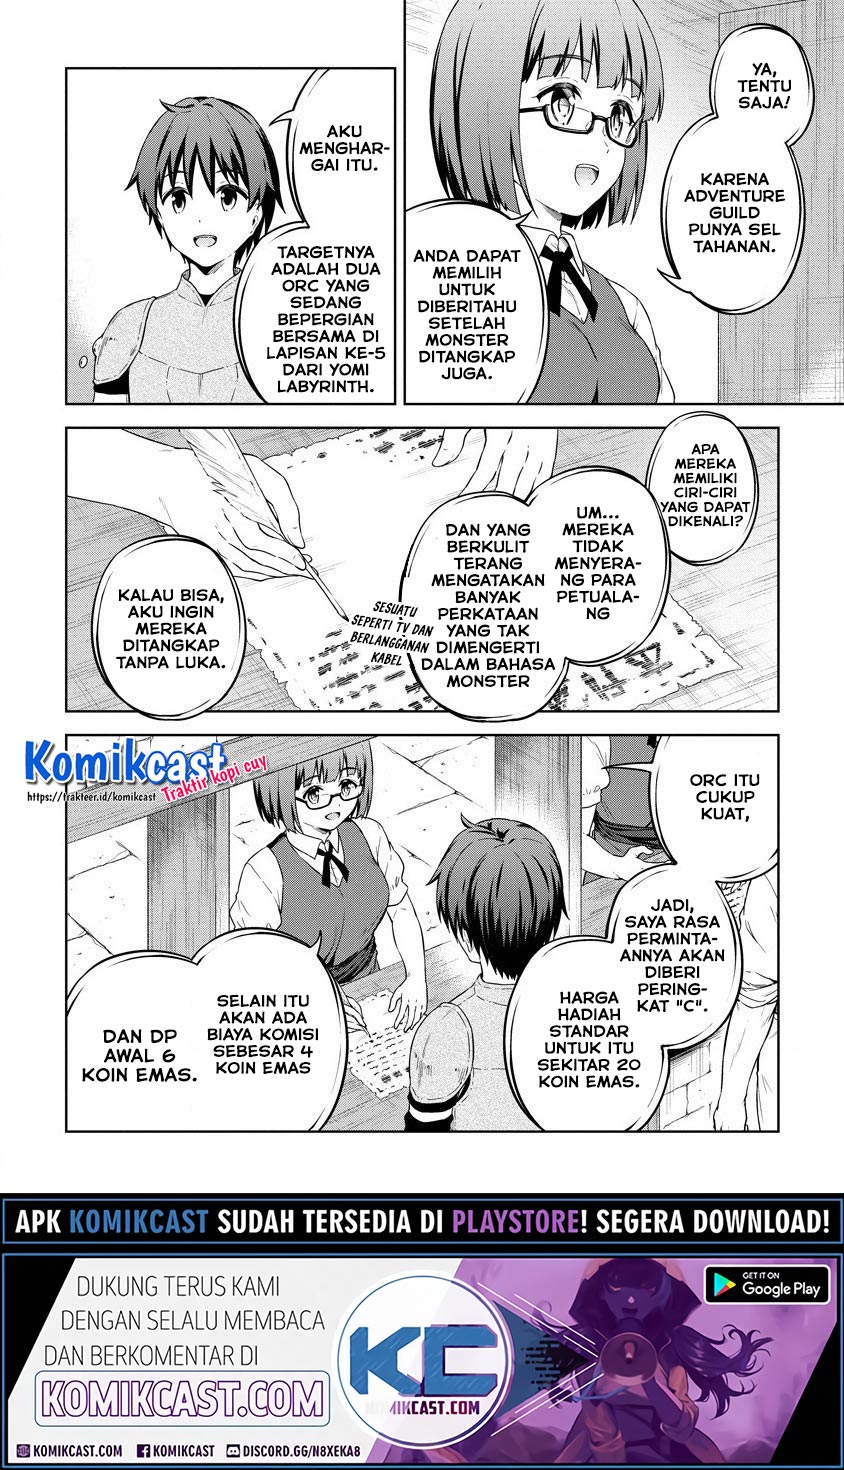 YA,
TENTU
SAJA!
KARENA
ADVENTURE
GUILD
PUNYA SEL
TAHANAN.
ANDA DAPAT
MEMILIH
UNTUK
DIBERITAHU
SETELAH
MONSTER
DITANGKAP
JUGA.
AKU
MENGHAR-
GAI ITU.
TARGETNYA
ADALAH DUA
ORC YANG
SEDANG
BEPERGIAN
BERSAMA DI
LAPISAN KE-5
DARI YOMI
LABYRINTH.
APA
MEREKA
MEMILIKI
CIRI-CIRI
YANG DAPAT
DIKENALI?
UM...
MEREKA
TIDAK
MENYERA-
NG PARA
PETUALA-
NG
DAN YANG
BERKULIT
TERANG
MENGATAKAN
BANYAK
PERKATAAN
YANG TAK
DIMENGERTI
DALAM BAHASA
MONSTER
SESUATU
SEPERTI TV DAN
BERLANGGANAN
KABEL
KALAU BISA,
AKU INGIN
MEREKA
DITANGKAP
TANPA LUKA.
Komikcast
https://trakteer.id/komikcast
Traktir kopi cuy
ORC ITU
CUKUP
KUAT,
JADI,
SAYA RASA
PERMINTA-
ANNYA AKAN
DIBERI
PERING-
KAT "C".
HARGA
HADIAH
STANDAR
UNTUK ITU
SEKITAR 20
KOIN EMAS.
SELAIN ITU
AKAN ADA
BIAYA KOMISI
SEBESAR 4
KOIN EMAS
DAN DP
AWAL 6
KOIN EMAS.
APK KOMIKCAST SUDAH TERSEDIA DI PLAYSTORE! SEGERA DOWNLOAD!
DUKUNG TERUS KAMI
DENGAN SELALU MEMBACA
DAN BERKOMENTAR DI
KOMIKCAST.COM
KOMIKCAST.COM
KOMIKCAST
DISCORD.GG/N8XEKA8
KC
KOMIKCAST.COM
GET IT ON
Google Play